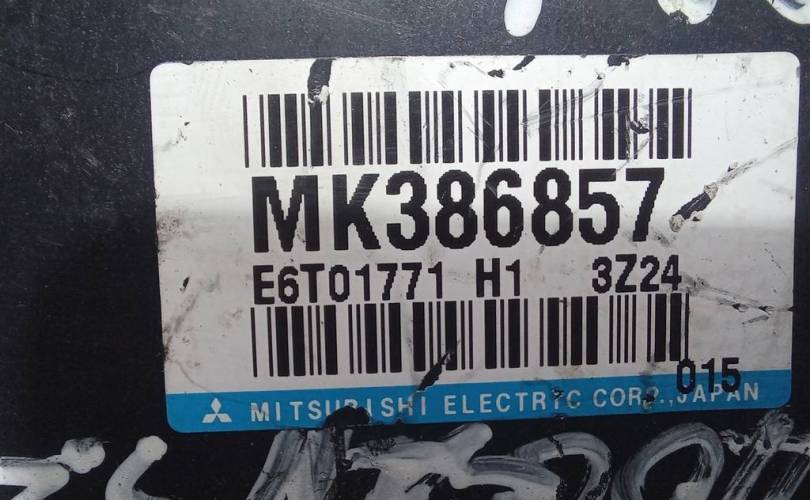 MK386857
E6T01771 H1 3Z24
015
MITSUBISHI ELECTRIC CORP., JAPAN